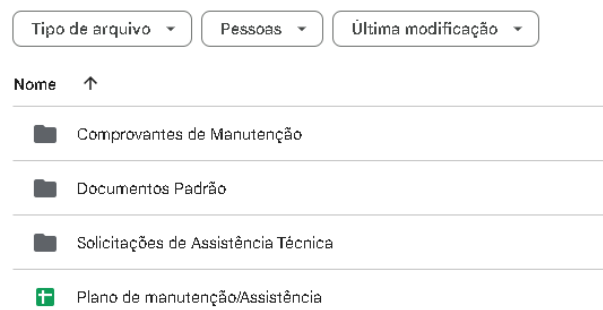 Tipo de arquivo Pessoas Última modificação
Nome
Comprovantes de Manutenção
Documentos Padrão
Solicitações de Assistência Técnica
Plano de manutenção/Assistência